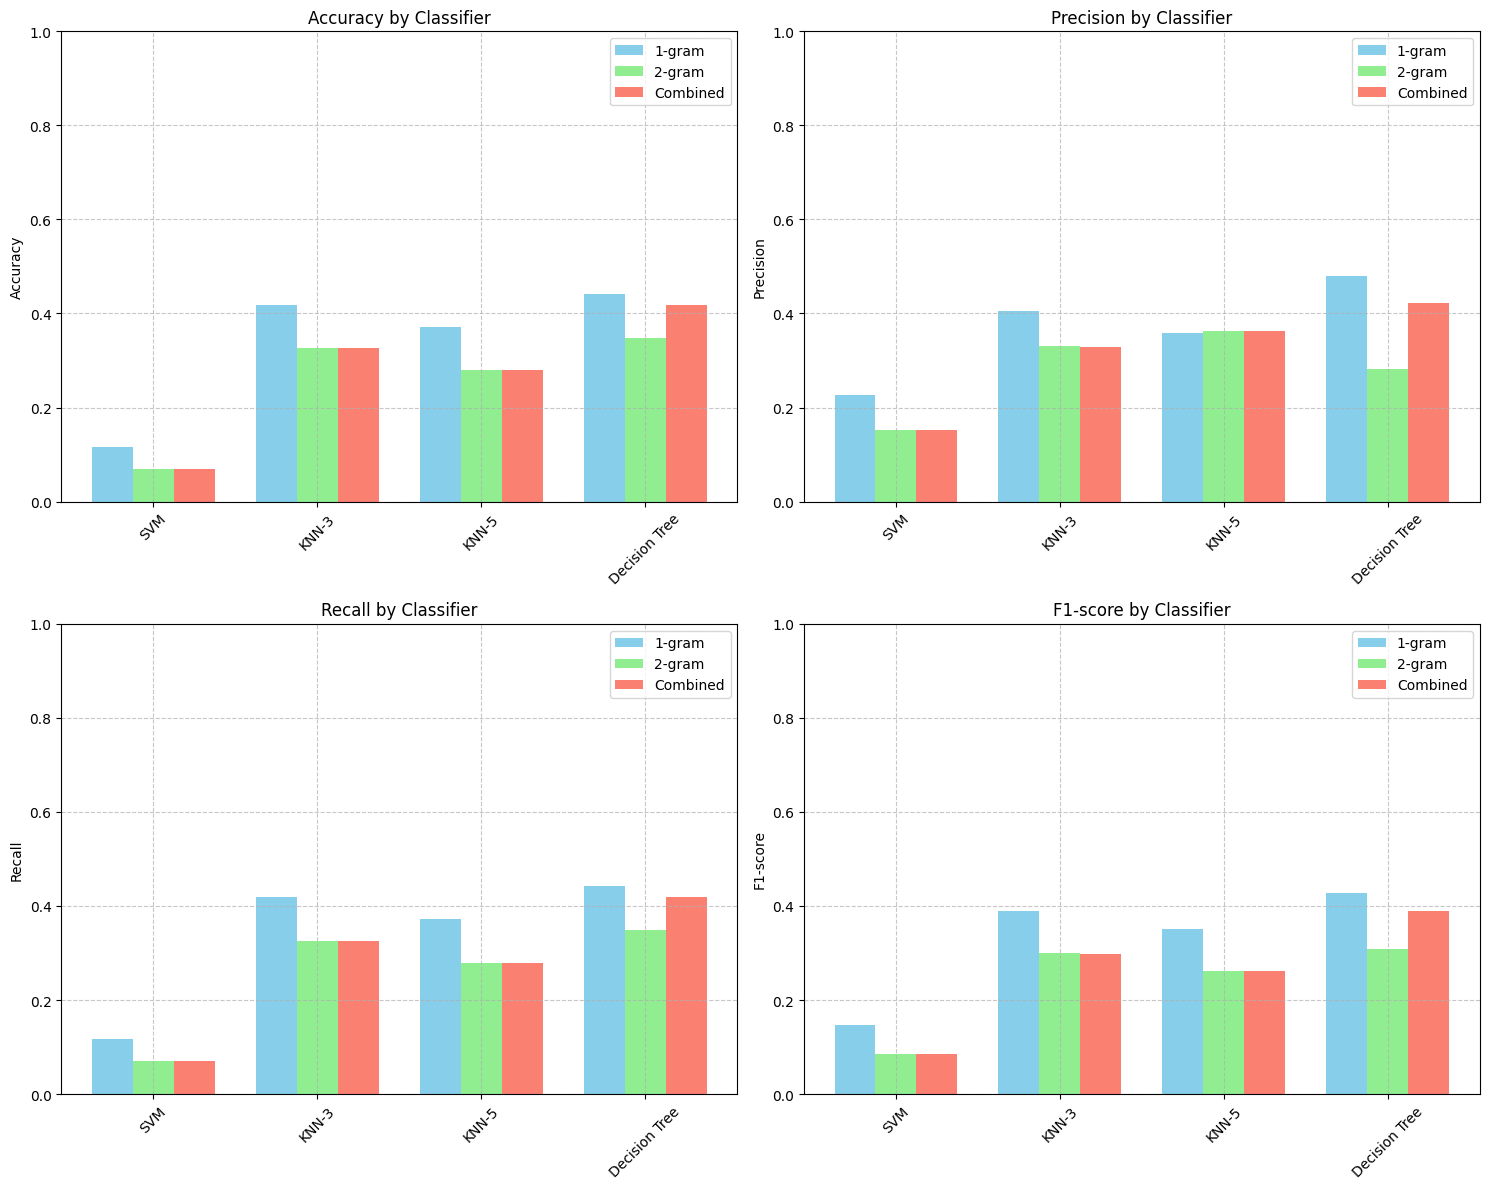 Accuracy by Classifier
1.0
0.8
0.6
0.4
0.2
0.0
Accuracy
1-gram
2-gram
Combined
SVM
KNN-3
KNN-5
Decision Tree
Precision by Classifier
1.0
0.8
0.6
0.4
0.2
0.0
Precision
1-gram
2-gram
Combined
SVM
KNN-3
KNN-5
Decision Tree
Recall by Classifier
1.0
0.8
0.6
0.4
0.2
0.0
Recall
1-gram
2-gram
Combined
SVM
KNN-3
KNN-5
Decision Tree
F1-score by Classifier
1.0
0.8
0.6
0.4
0.2
0.0
F1-score
1-gram
2-gram
Combined
SVM
KNN-3
KNN-5
Decision Tree